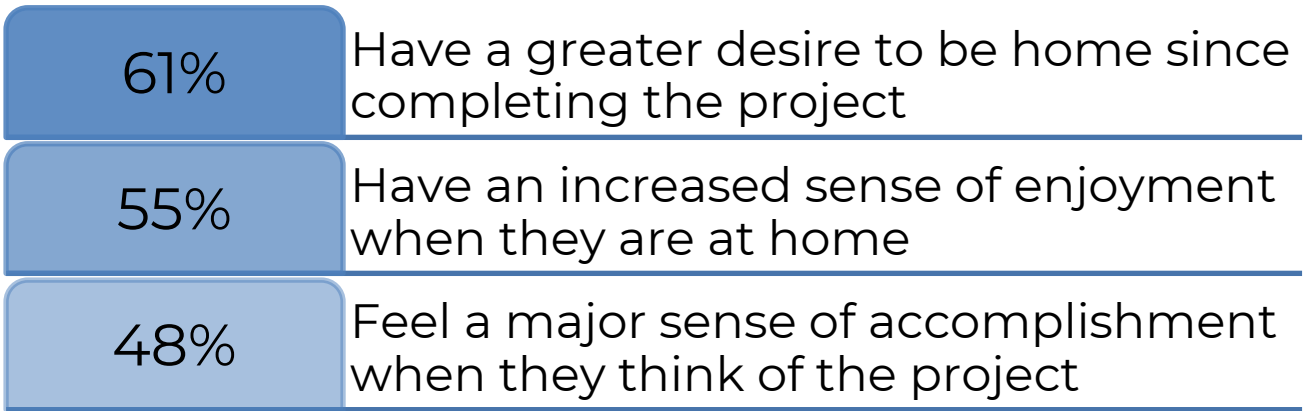 61%
Have a greater desire to be home since
completing the project
55%
Have an increased sense of enjoyment
when they are at home
48%
Feel a major sense of accomplishment
when they think of the project